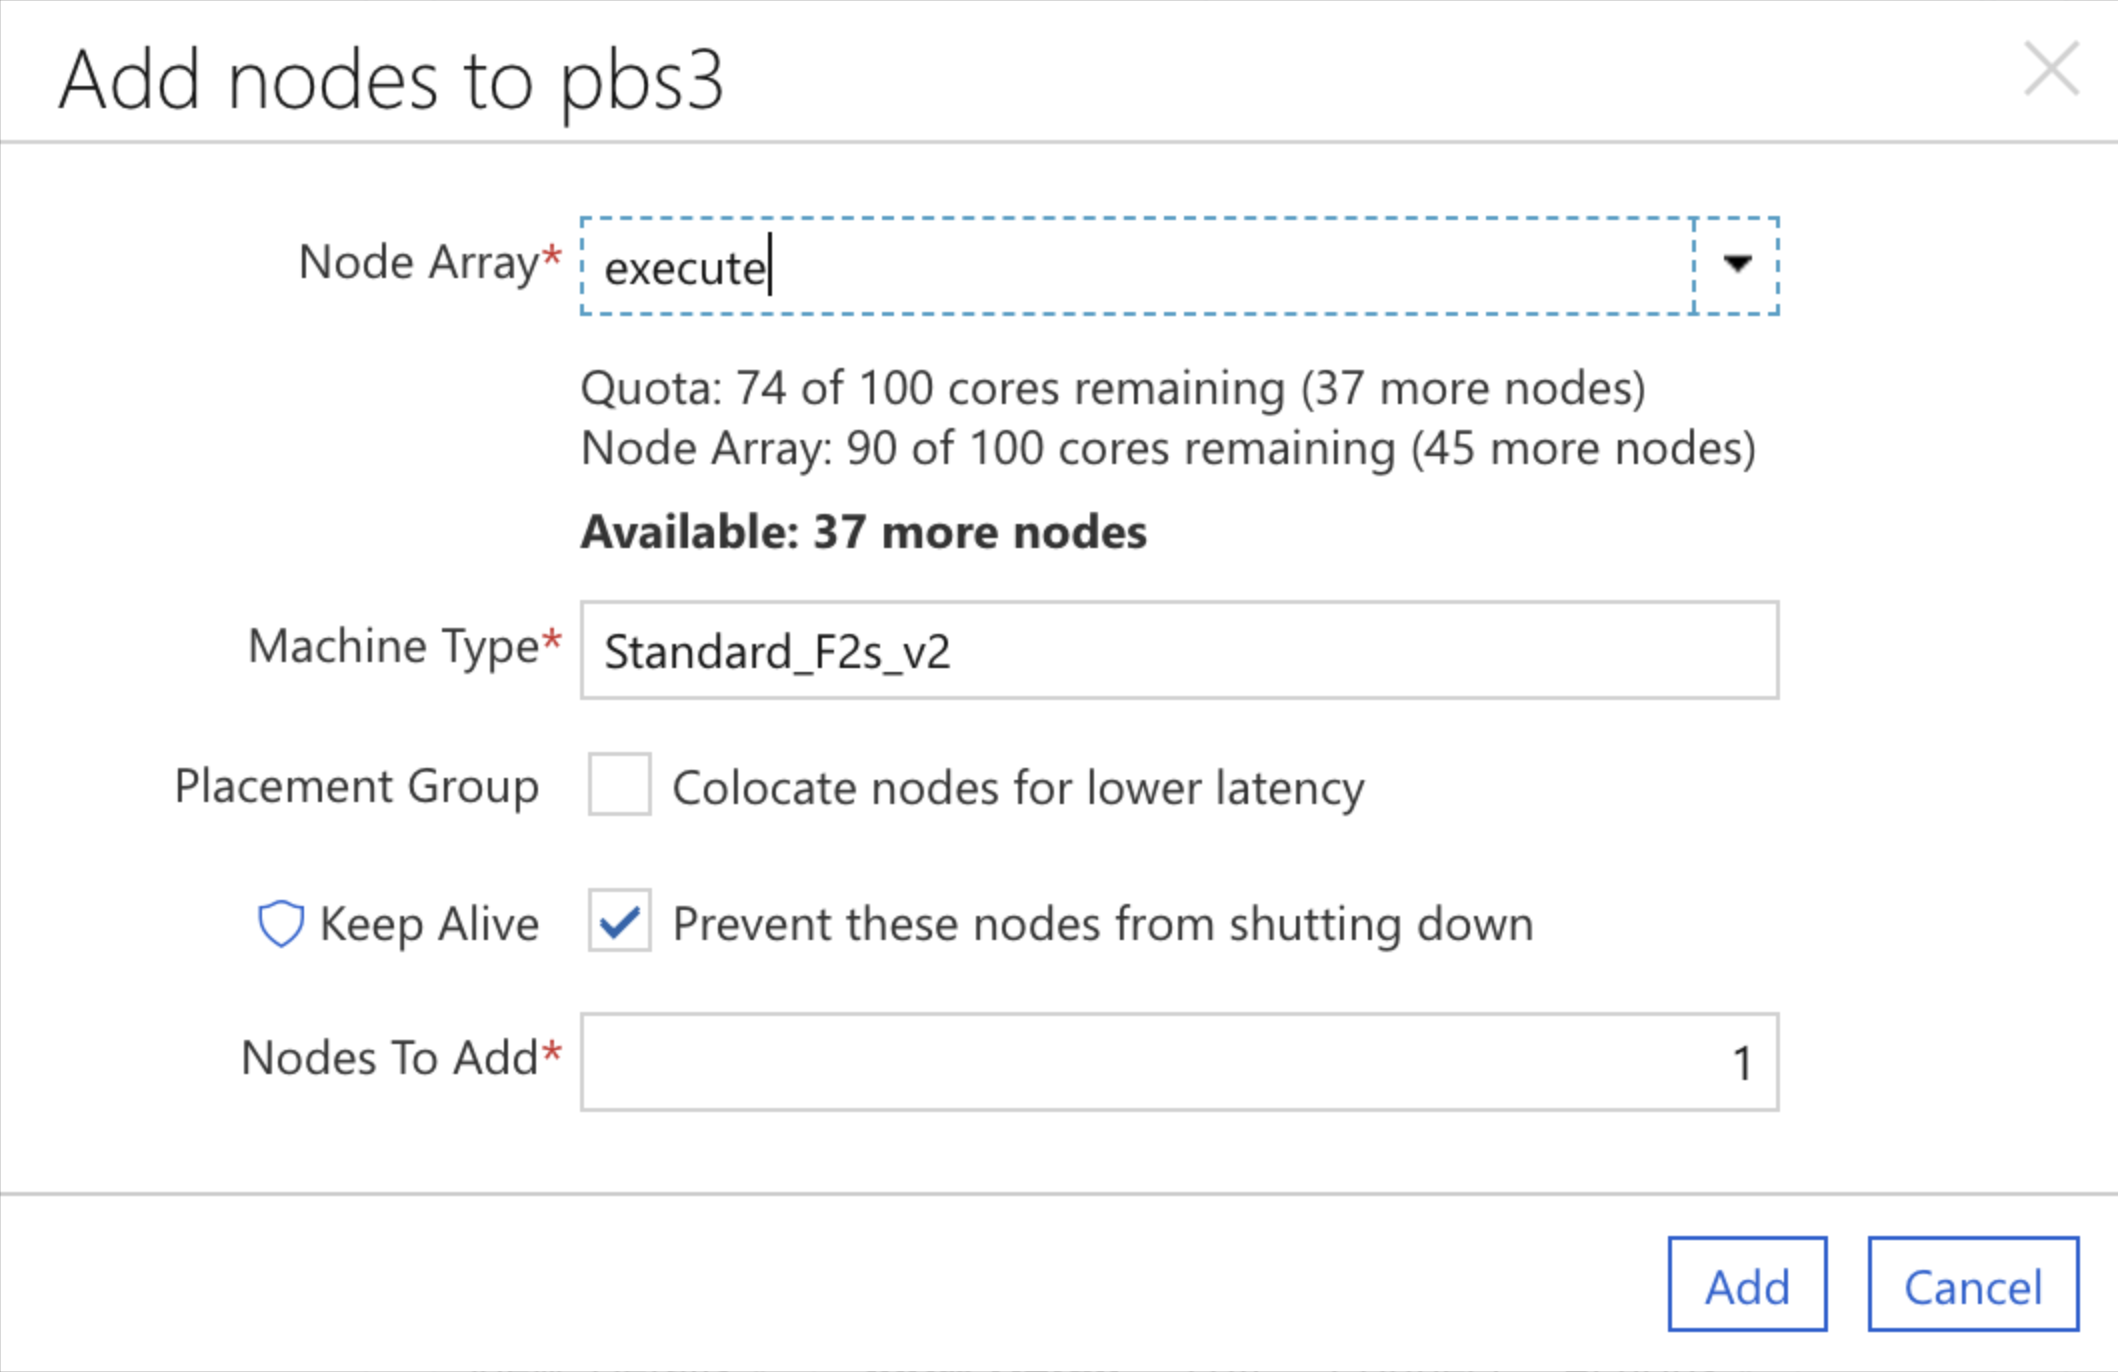 Add nodes to pbs3
Node Array* execute
Quota: 74 of 100 cores remaining (37 more nodes)
Node Array: 90 of 100 cores remaining (45 more nodes)
Available: 37 more nodes
Machine Type* Standard_F2s_v2
Placement Group Colocate nodes for lower latency
Keep Alive Prevent these nodes from shutting down
Nodes To Add* 1
Add Cancel